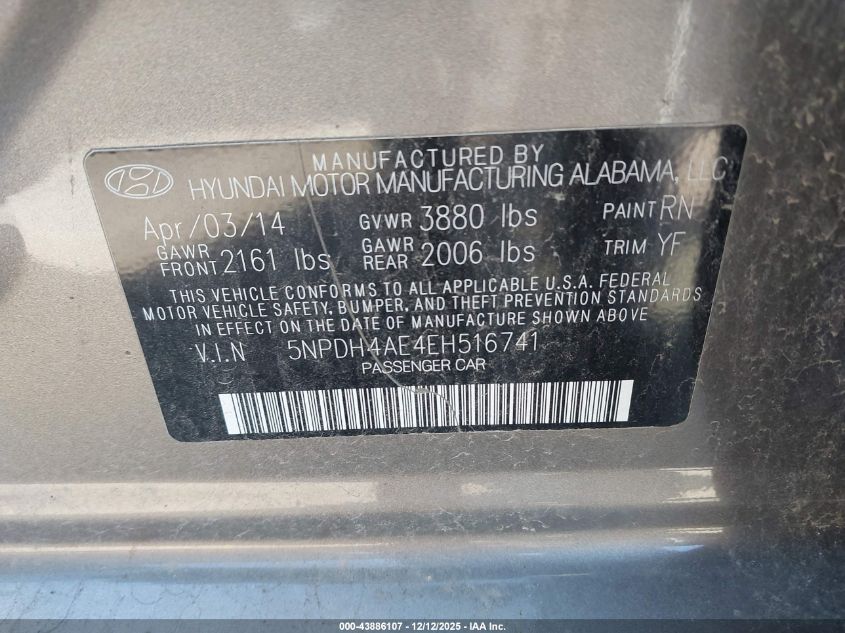 MANUFACTURED BY
HYUNDAI MOTOR MANUFACTURING ALABAMA, LLC
Apr/03/14 GVWR 3880 lbs PAINT RN
GAWR FRONT 2161 lbs GAWR REAR 2006 lbs TRIM YF
THIS VEHICLE CONFORMS TO ALL APPLICABLE U.S.A. FEDERAL
MOTOR VEHICLE SAFETY, BUMPER, AND THEFT PREVENTION STANDARDS
IN EFFECT ON THE DATE OF MANUFACTURE SHOWN ABOVE
V.I.N 5NPDH4AE4EH516741
PASSENGER CAR
000-43886107 - 12/12/2025 - IAA Inc.